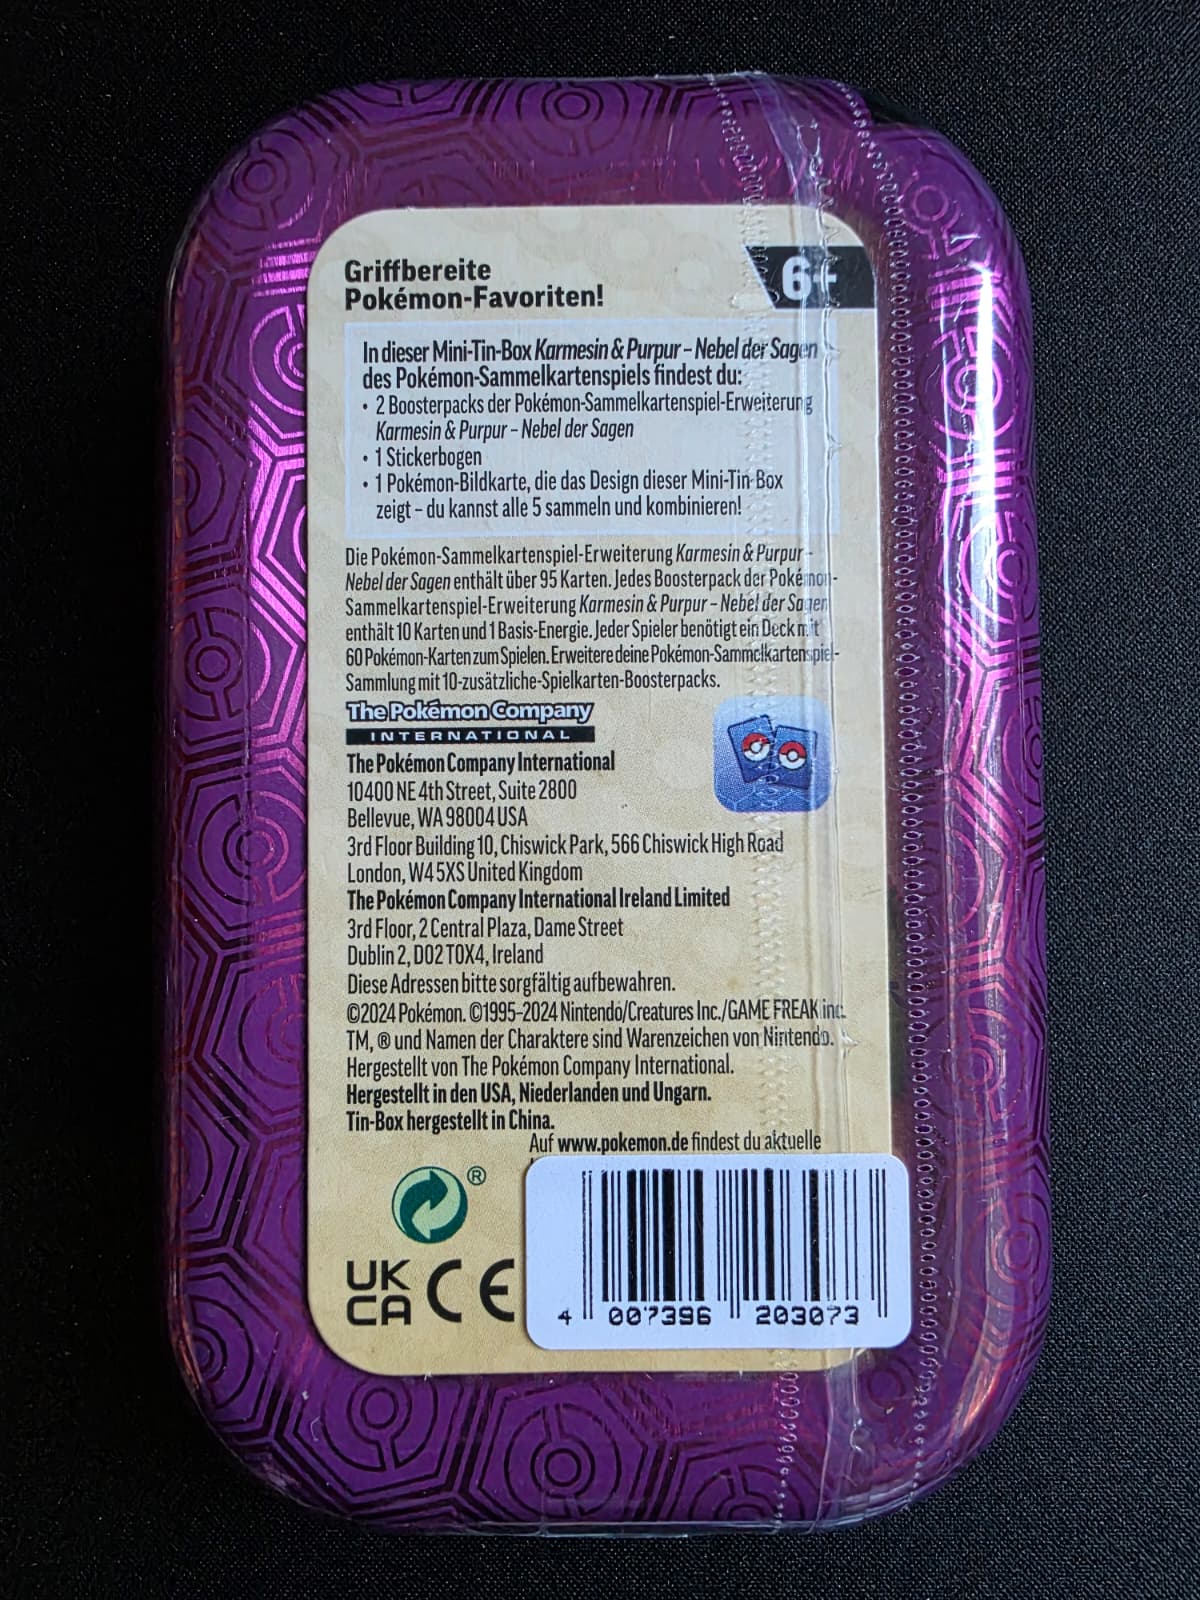 Griffbereite
Pokémon-Favoriten!
6+
In dieser Mini-Tin-Box Karmesin & Purpur – Nebel der Sagen
des Pokémon-Sammelkartenspiels findest du:
• 2 Boosterpacks der Pokémon-Sammelkartenspiel-Erweiterung
Karmesin & Purpur – Nebel der Sagen
• 1 Stickerbogen
• 1 Pokémon-Bildkarte, die das Design dieser Mini-Tin-Box
zeigt – du kannst alle 5 sammeln und kombinieren!
Die Pokémon-Sammelkartenspiel-Erweiterung Karmesin & Purpur –
Nebel der Sagen enthält über 95 Karten. Jedes Boosterpack der Pokémon-
Sammelkartenspiel-Erweiterung Karmesin & Purpur – Nebel der Sagen
enthält 10 Karten und 1 Basis-Energie. Jeder Spieler benötigt ein Deck mit
60 Pokémon-Karten zum Spielen. Erweitere deine Pokémon-Sammelkartenspiel-
Sammlung mit 10-zusätzliche-Spielkarten-Boosterpacks.
The Pokémon Company
INTERNATIONAL
The Pokémon Company International
10400 NE 4th Street, Suite 2800
Bellevue, WA 98004 USA
3rd Floor Building 10, Chiswick Park, 566 Chiswick High Road
London, W4 5XS United Kingdom
The Pokémon Company International Ireland Limited
3rd Floor, 2 Central Plaza, Dame Street
Dublin 2, D02 T0X4, Ireland
Diese Adressen bitte sorgfältig aufbewahren.
©2024 Pokémon. ©1995–2024 Nintendo/Creatures Inc./GAME FREAK inc.
TM, ® und Namen der Charaktere sind Warenzeichen von Nintendo.
Hergestellt von The Pokémon Company International.
Hergestellt in den USA, Niederlanden und Ungarn.
Tin-Box hergestellt in China.
Auf www.pokemon.de findest du aktuelle
®
UK
CA CE
4 007396 203073